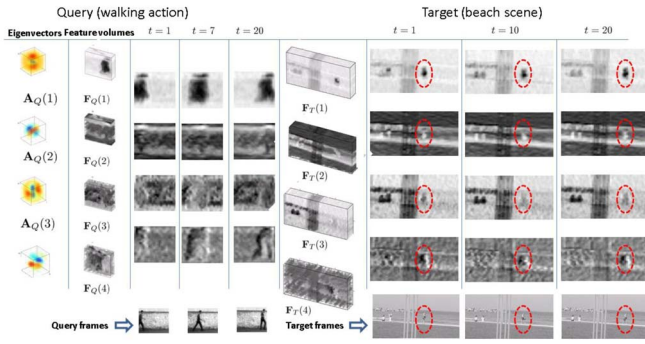 Query (walking action)
Target (beach scene)
Eigenvectors Feature volumes t = 1 t = 7 t = 20
t = 1 t = 10 t = 20
A_Q(1)
F_Q(1)
F_T(1)
A_Q(2)
F_Q(2)
F_T(2)
A_Q(3)
F_Q(3)
F_T(3)
F_Q(4)
F_T(4)
Query frames
Target frames